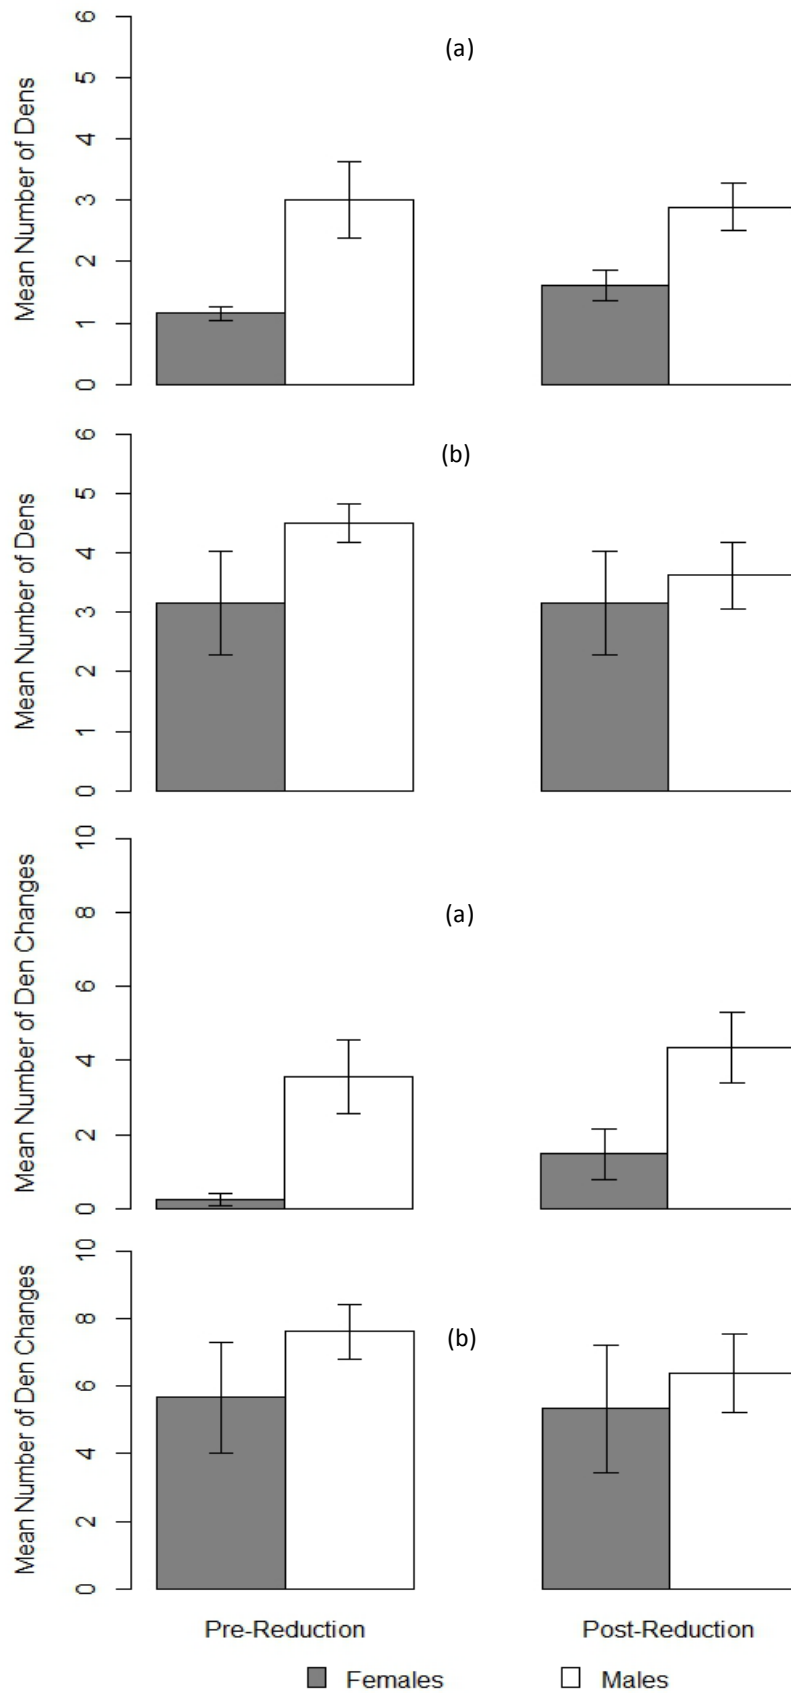 (a)
Mean Number of Dens
6
5
4
3
2
1
0
(b)
Mean Number of Dens
6
5
4
3
2
1
0
(a)
Mean Number of Den Changes
10
8
6
4
2
0
(b)
Mean Number of Den Changes
10
8
6
4
2
0
Pre-Reduction Post-Reduction
Females Males